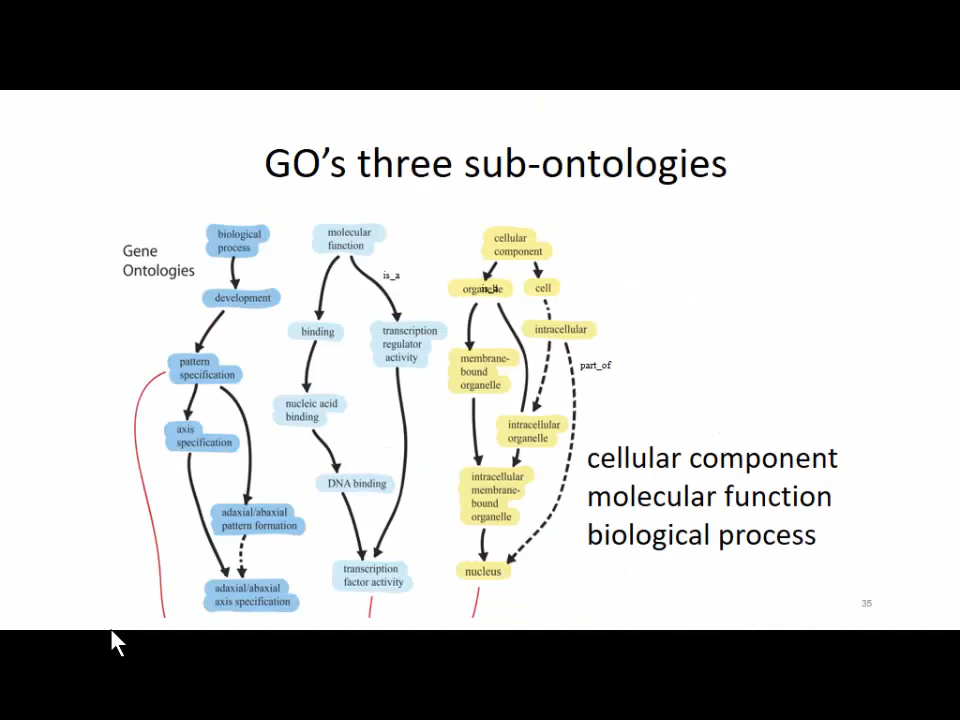 GO's three sub-ontologies
Gene
Ontologies
biological
process
development
pattern
specification
axis
specification
adaxial/abaxial
pattern formation
adaxial/abaxial
axis specification
molecular
function
is_a
binding
transcription
regulator
activity
nucleic acid
binding
DNA binding
transcription
factor activity
cellular
component
organelle
is_a
cell
intracellular
part_of
membrane-
bound
organelle
intracellular
organelle
intracellular
membrane-
bound
organelle
nucleus
cellular component
molecular function
biological process
35